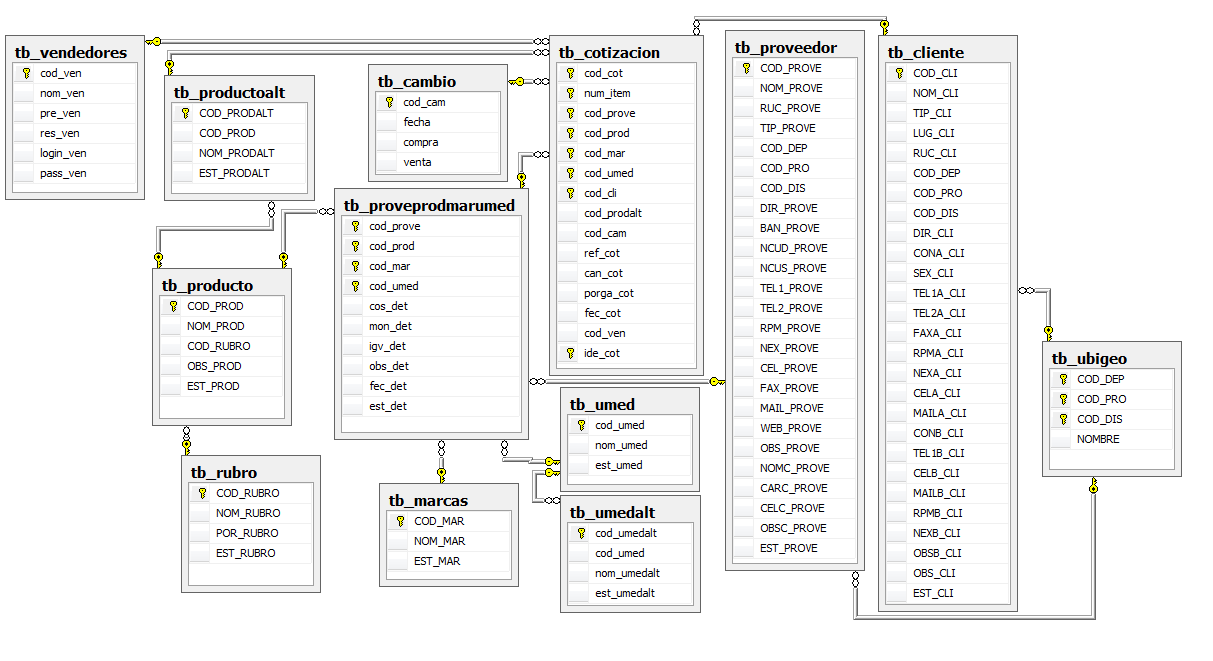 tb_vendedores
cod_ven
nom_ven
pre_ven
res_ven
login_ven
pass_ven
tb_productoalt
COD_PRODALT
COD_PROD
NOM_PRODALT
EST_PRODALT
tb_cambio
cod_cam
fecha
compra
venta
tb_cotizacion
cod_cot
num_item
cod_prove
cod_prod
cod_mar
cod_umed
cod_cli
cod_prodalt
cod_cam
ref_cot
can_cot
porga_cot
fec_cot
cod_ven
ide_cot
tb_proveedor
COD_PROVE
NOM_PROVE
RUC_PROVE
TIP_PROVE
COD_DEP
COD_PRO
COD_DIS
DIR_PROVE
BAN_PROVE
NCUD_PROVE
NCUS_PROVE
TEL1_PROVE
TEL2_PROVE
RPM_PROVE
NEX_PROVE
CEL_PROVE
FAX_PROVE
MAIL_PROVE
WEB_PROVE
OBS_PROVE
NOMC_PROVE
CARC_PROVE
CELC_PROVE
OBSC_PROVE
EST_PROVE
tb_cliente
COD_CLI
NOM_CLI
TIP_CLI
LUG_CLI
RUC_CLI
COD_DEP
COD_PRO
COD_DIS
DIR_CLI
CONA_CLI
SEX_CLI
TEL1A_CLI
TEL2A_CLI
FAXA_CLI
RPMA_CLI
NEXA_CLI
CELA_CLI
MAILA_CLI
CONB_CLI
TEL1B_CLI
CELB_CLI
MAILB_CLI
RPMB_CLI
NEXB_CLI
OBSB_CLI
OBS_CLI
EST_CLI
tb_proveprodmarumed
cod_prove
cod_prod
cod_mar
cod_umed
cos_det
mon_det
igv_det
obs_det
fec_det
est_det
tb_producto
COD_PROD
NOM_PROD
COD_RUBRO
OBS_PROD
EST_PROD
tb_ubigeo
COD_DEP
COD_PRO
COD_DIS
NOMBRE
tb_umed
cod_umed
nom_umed
est_umed
tb_rubro
COD_RUBRO
NOM_RUBRO
POR_RUBRO
EST_RUBRO
tb_marcas
COD_MAR
NOM_MAR
EST_MAR
tb_umedalt
cod_umedalt
cod_umed
nom_umedalt
est_umedalt